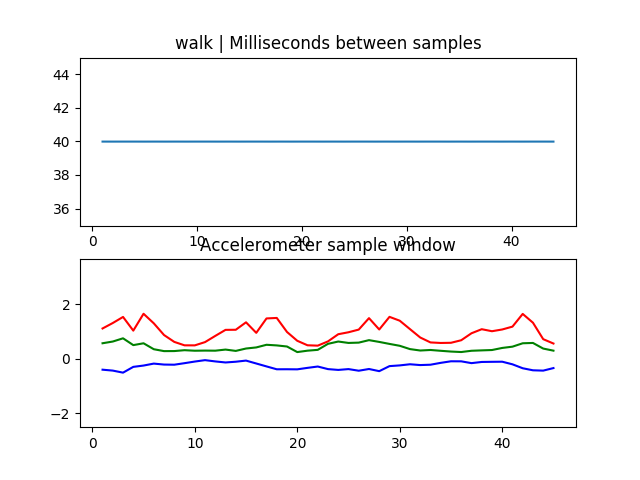 walk | Milliseconds between samples
44
42
40
38
36
0 10 20 30 40
Accelerometer sample window
2
0
−2
0 10 20 30 40